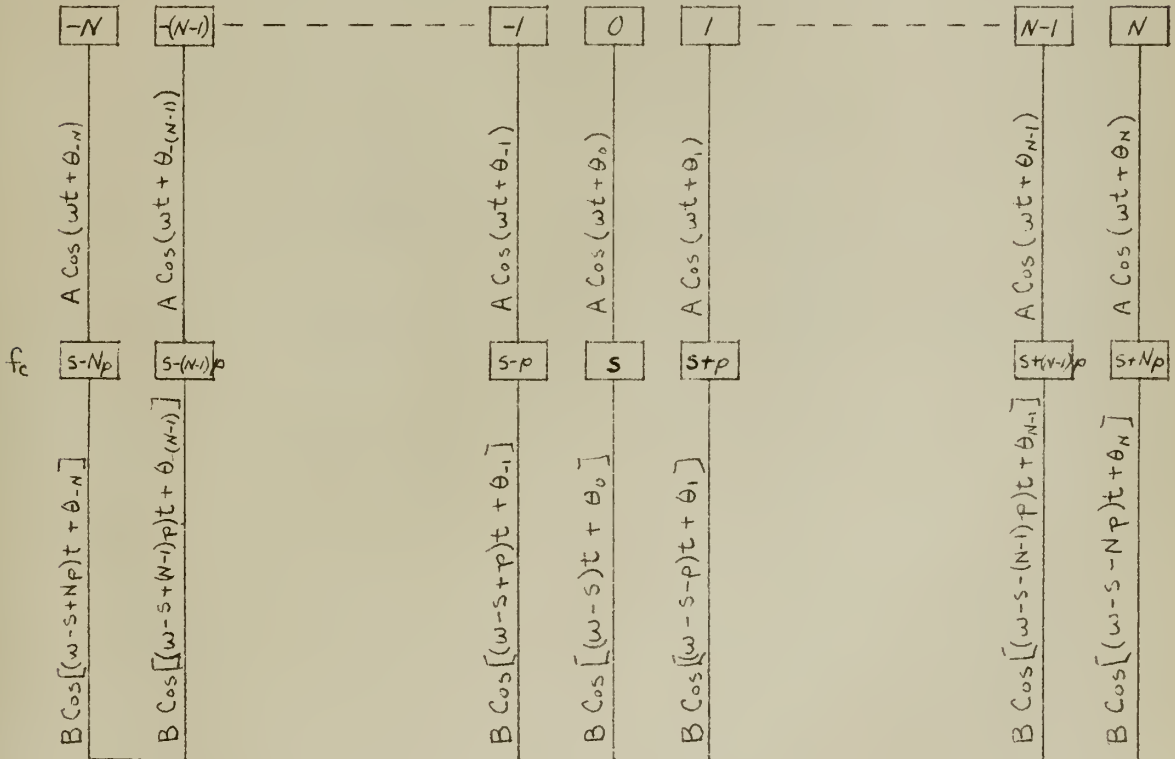 -N -(N-1) -1 0 1 N-1 N
A Cos(ωt + θ-N)
A Cos(ωt + θ-(N-1))
A Cos(ωt + θ-1)
A Cos(ωt + θ0)
A Cos(ωt + θ1)
A Cos(ωt + θN-1)
A Cos(ωt + θN)
fc S-Np S-(N-1)p S-p S S+p S+(N-1)p S+Np
B Cos[(ω-S+Np)t + θ-N]
B Cos[(ω-S+(N-1)p)t + θ-(N-1)]
B Cos[(ω-S+p)t + θ-1]
B Cos[(ω-S)t + θ0]
B Cos[(ω-S-p)t + θ1]
B Cos[(ω-S-(N-1)p)t + θN-1]
B Cos[(ω-S-Np)t + θN]